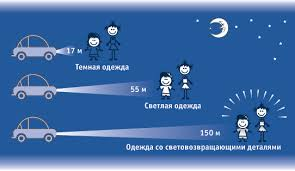 17 м
Темная одежда
55 м
Светлая одежда
150 м
Одежда со световозвращающими деталями